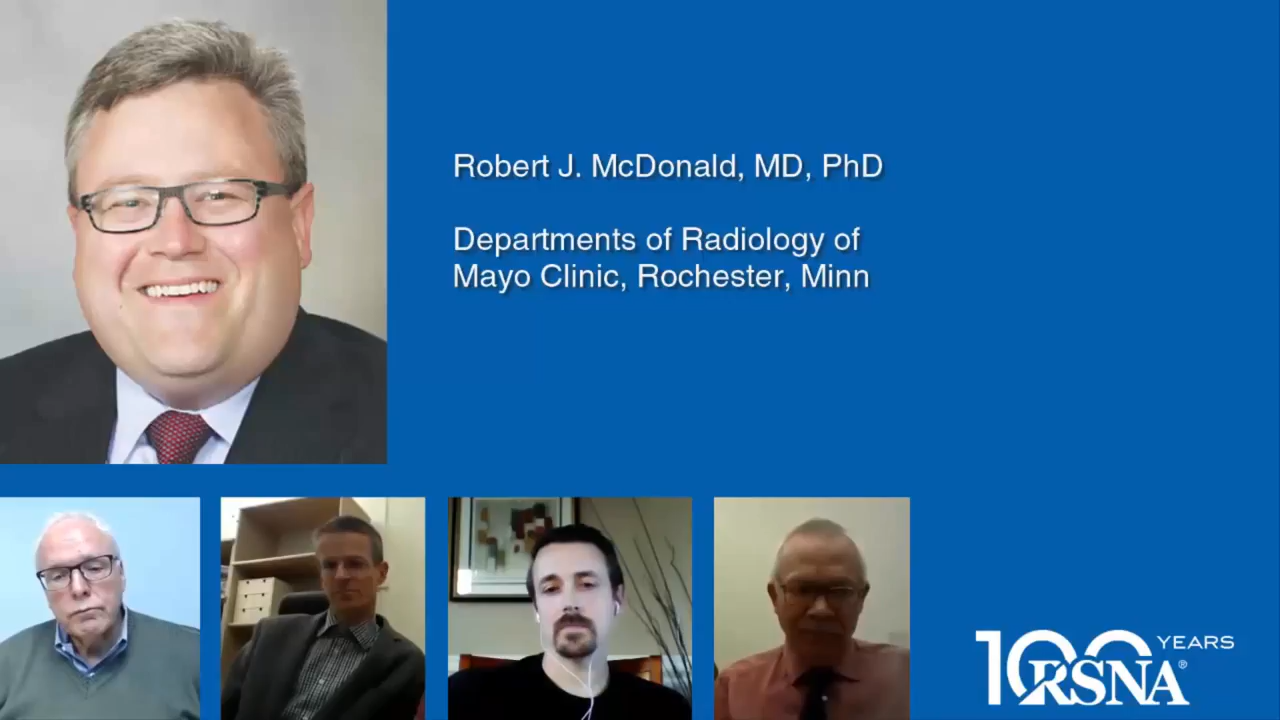 Robert J. McDonald, MD, PhD
Departments of Radiology of
Mayo Clinic, Rochester, Minn
100 YEARS
RSNA®